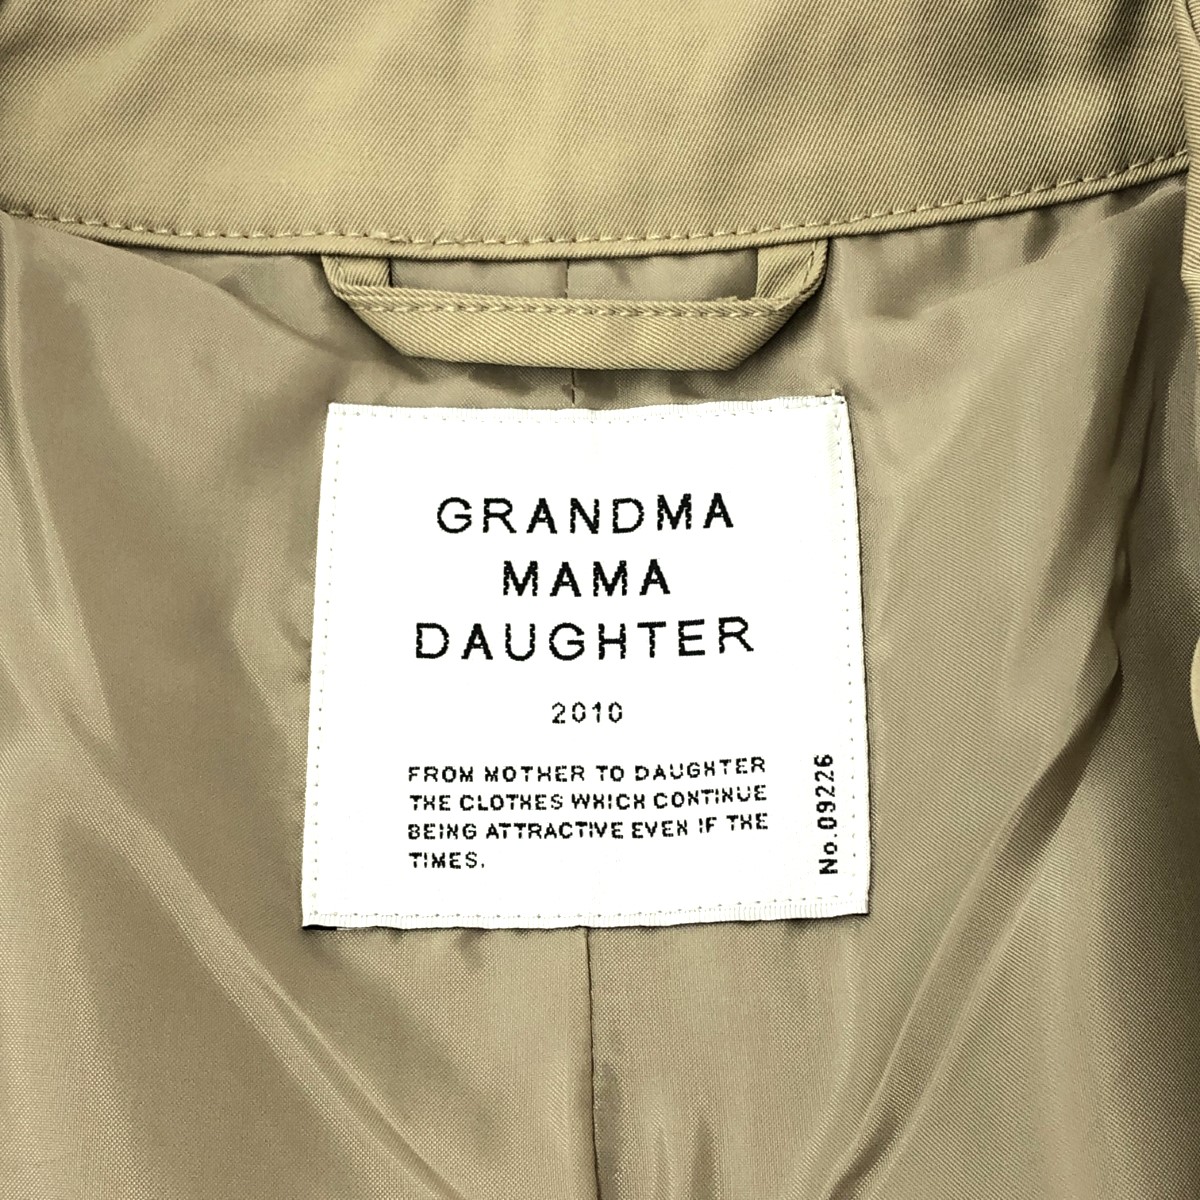 GRANDMA
MAMA
DAUGHTER
2010
FROM MOTHER TO DAUGHTER
THE CLOTHES WHICH CONTINUE
BEING ATTRACTIVE EVEN IF THE
TIMES.
No.09226